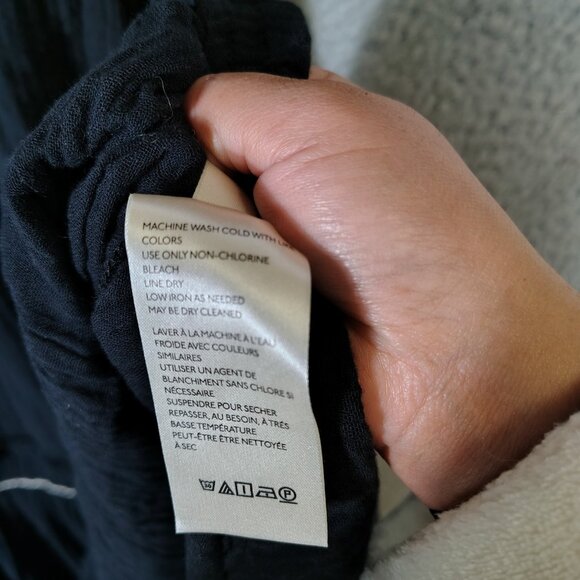 MACHINE WASH COLD WITH LIKE
COLORS
USE ONLY NON-CHLORINE
BLEACH
LINE DRY
LOW IRON AS NEEDED
MAY BE DRY CLEANED
LAVER À LA MACHINE À L'EAU
FROIDE AVEC COULEURS
SIMILAIRES
UTILISER UN AGENT DE
BLANCHIMENT SANS CHLORE SI
NÉCESSAIRE
SUSPENDRE POUR SECHER
REPASSER, AU BESOIN, À TRÈS
BASSE TEMPÉRATURE
PEUT-ÊTRE ÊTRE NETTOYÉE
À SEC